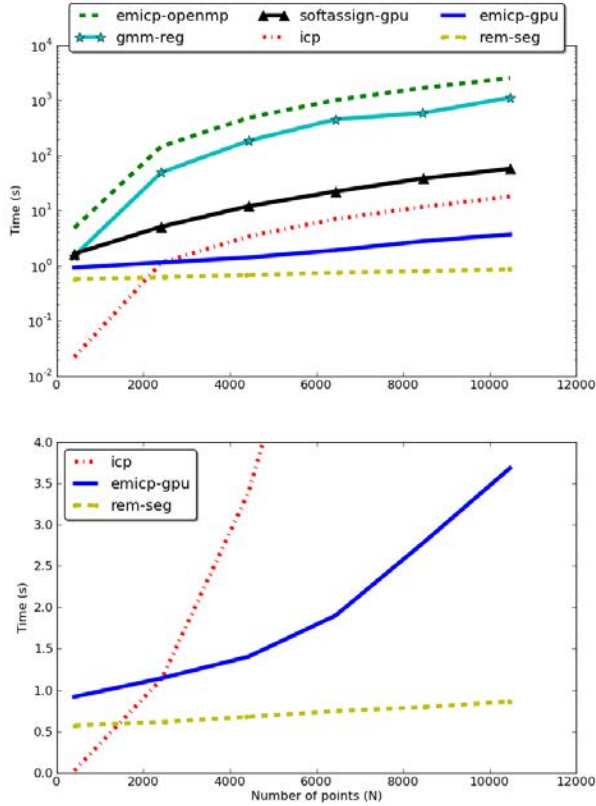 emicp-openmp softassign-gpu emicp-gpu
gmm-reg icp rem-seg
10^4
10^3
10^2
10^1
10^0
10^-1
10^-2
Time (s)
0 2000 4000 6000 8000 10000 12000
icp
emicp-gpu
rem-seg
4.0
3.5
3.0
2.5
2.0
1.5
1.0
0.5
0.0
Time (s)
0 2000 4000 6000 8000 10000 12000
Number of points (N)